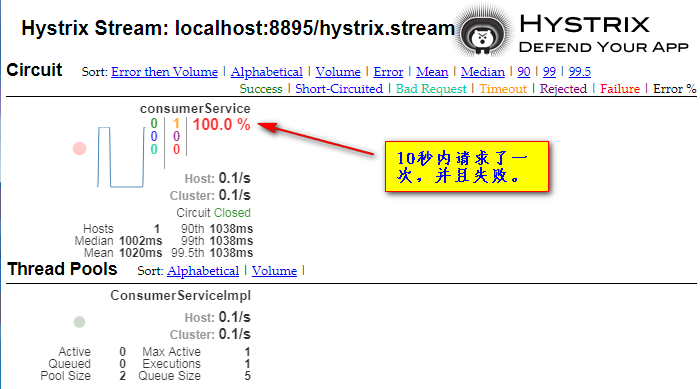 Hystrix Stream: localhost:8895/hystrix.stream
HYSTRIX
DEFEND YOUR APP
Circuit Sort: Error then Volume | Alphabetical | Volume | Error | Mean | Median | 90 | 99 | 99.5
Success | Short-Circuited | Bad Request | Timeout | Rejected | Failure | Error %
consumerService
0 1 100.0 %
0 0
0 0
10秒内请求了一
次，并且失败。
Host: 0.1/s
Cluster: 0.1/s
Circuit Closed
Hosts 1 90th 1038ms
Median 1002ms 99th 1038ms
Mean 1020ms 99.5th 1038ms
Thread Pools Sort: Alphabetical | Volume |
ConsumerServiceImpl
Host: 0.1/s
Cluster: 0.1/s
Active 0 Max Active 1
Queued 0 Executions 1
Pool Size 2 Queue Size 5